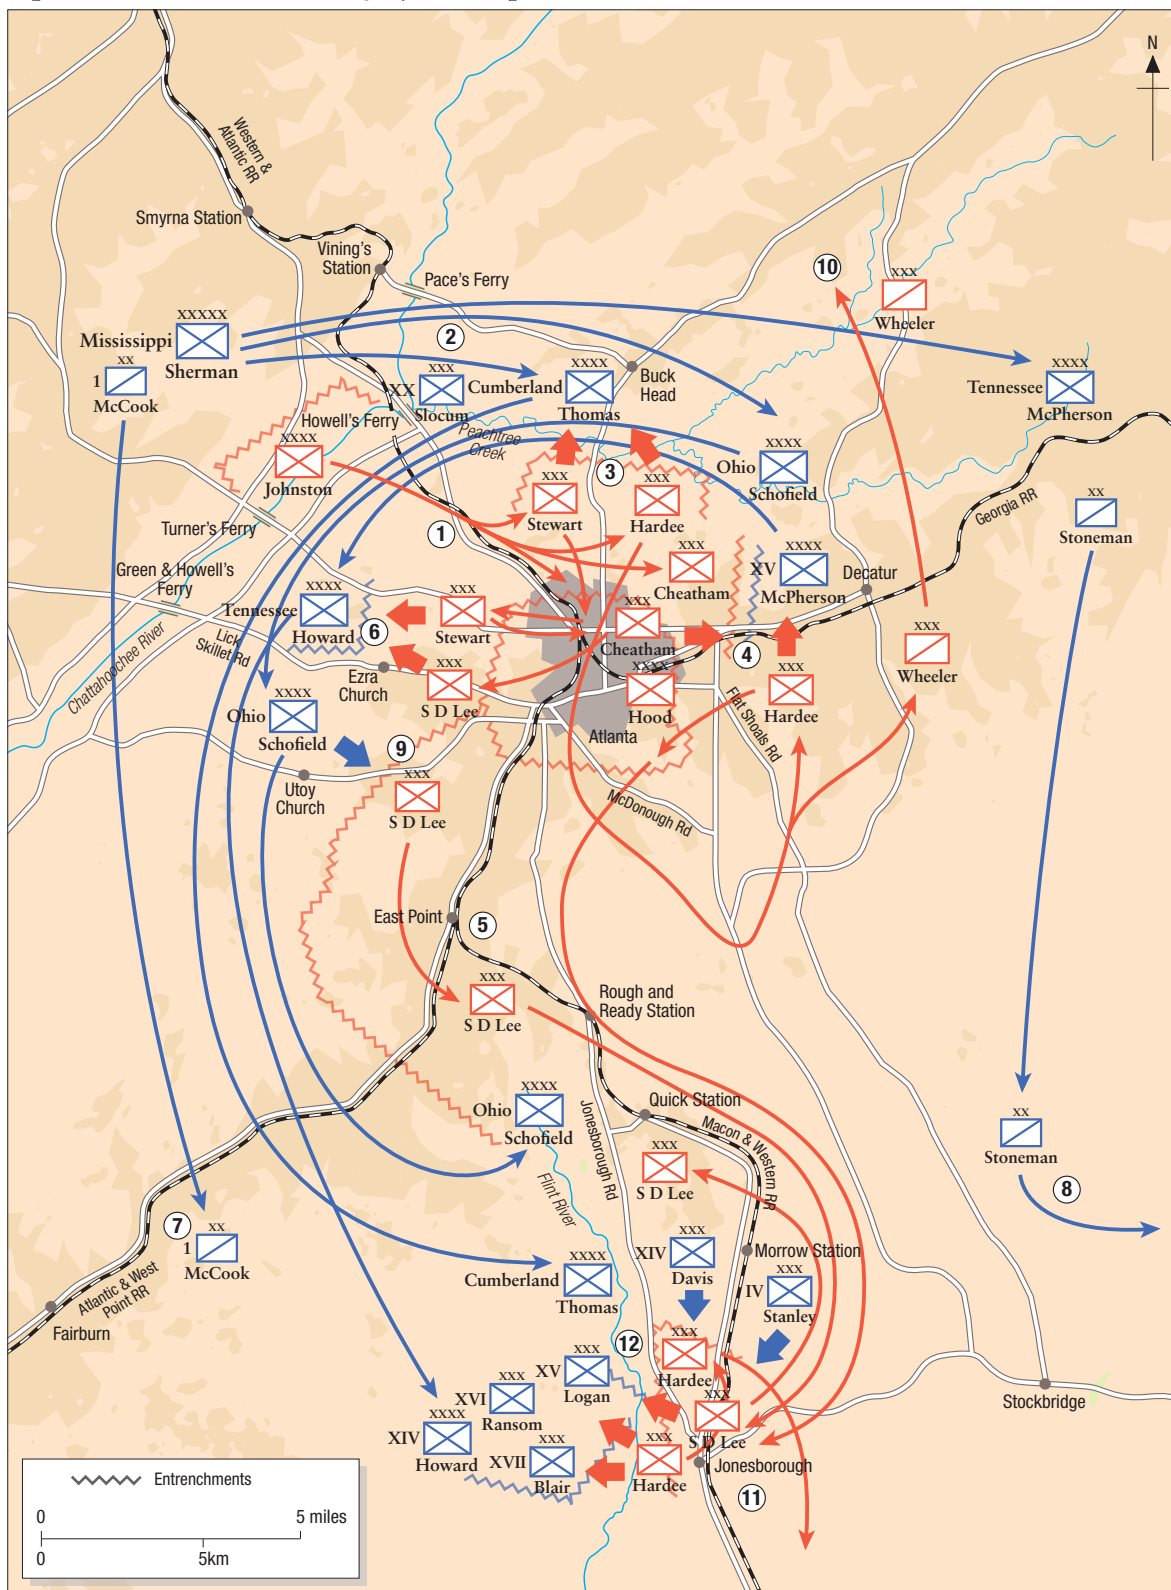 N
Western &
Atlantic RR
Smyrna Station
Vining's
Station
Pace's Ferry
10
XXX
Wheeler
XXXXX
Mississippi
Sherman
2
XX
1
McCook
XXX
XX
Slocum
XXXX
Cumberland
Thomas
Buck
Head
XXXX
Tennessee
McPherson
Howell's Ferry
Peachtree
Creek
XXXX
Johnston
3
XXXX
Ohio
Schofield
XXX
Stewart
XXX
Hardee
Georgia RR
XX
Stoneman
Turner's Ferry
1
Green & Howell's
Ferry
XXX
Cheatham
XXXX
XV
McPherson
Decatur
XXXX
Tennessee
Howard
6
XXX
Stewart
XXX
Cheatham
4
XXX
Wheeler
Lick
Skillet Rd
Chattahoochee River
Ezra
Church
XXX
S D Lee
XXXX
Hood
XXX
Hardee
Flat Shoals Rd
XXXX
Ohio
Schofield
Atlanta
9
Utoy
Church
XXX
S D Lee
McDonough Rd
East Point
5
XXX
S D Lee
Rough and
Ready Station
XXXX
Ohio
Schofield
Quick Station
Jonesborough Rd
Macon & Western RR
XX
Stoneman
8
XXX
S D Lee
Flint River
7
XX
1
McCook
XIV
XXX
Davis
Morrow Station
XXXX
Cumberland
Thomas
XXX
IV
Stanley
Atlantic & West
Point RR
Fairburn
12
XXX
Hardee
XXX
XV
Logan
XXX
XVI
Ransom
Stockbridge
XXX
S D Lee
XXXX
XIV
Howard
XXX
XVII
Blair
XXX
Hardee
Jonesborough
11
Entrenchments
0
5 miles
0
5km